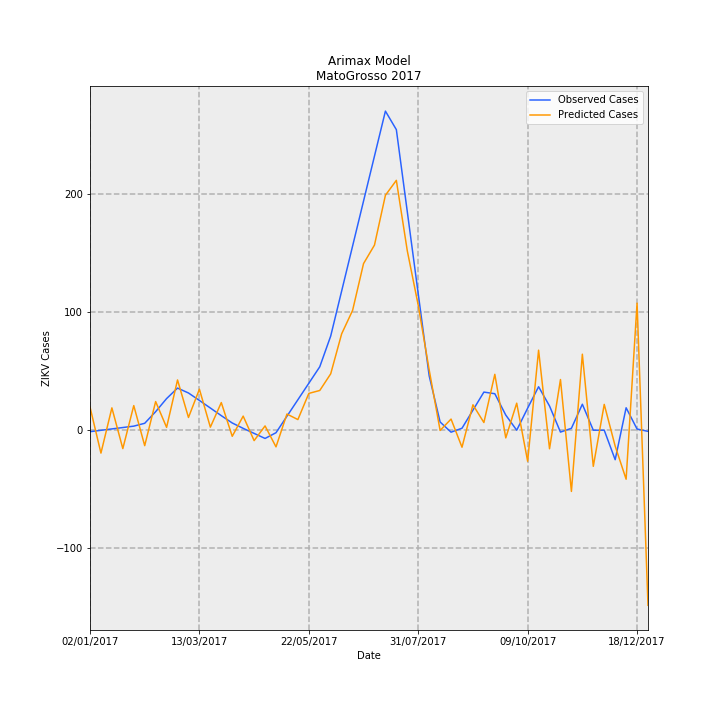 Arimax Model
MatoGrosso 2017
Observed Cases
Predicted Cases
ZIKV Cases
200
100
0
−100
02/01/2017 13/03/2017 22/05/2017 31/07/2017 09/10/2017 18/12/2017
Date